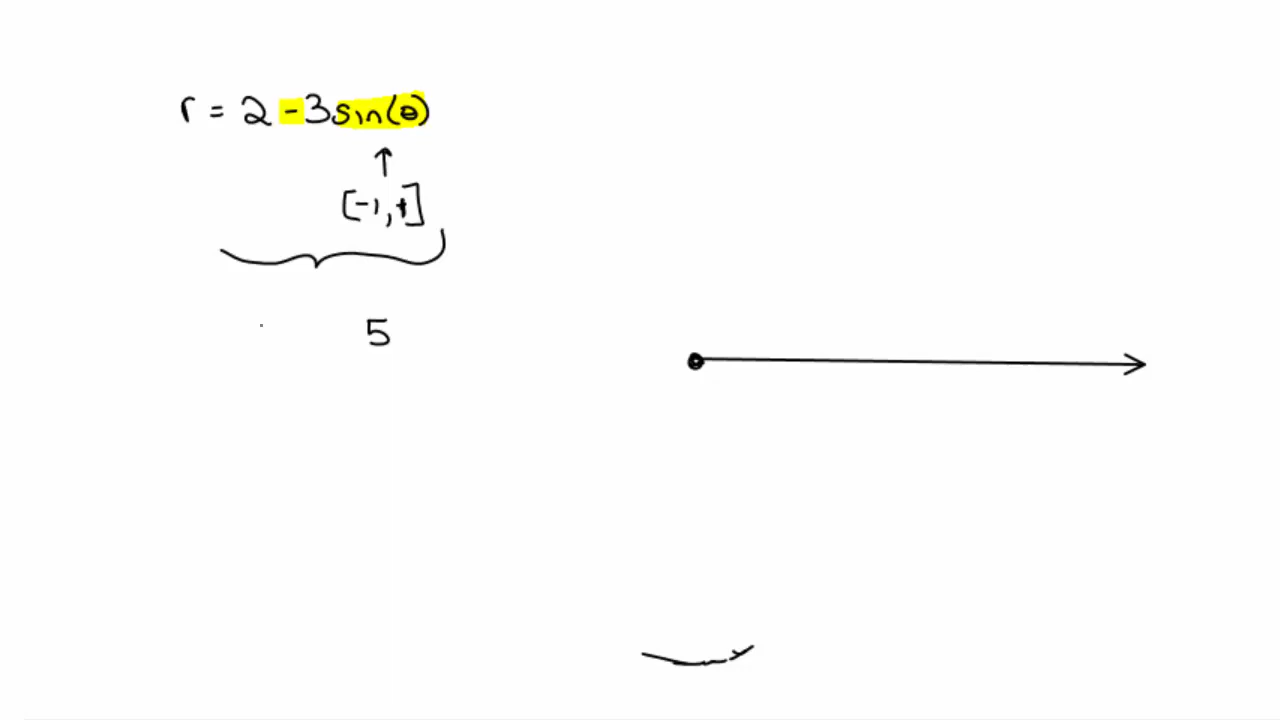 r = 2 - 3sin(θ)
↑
[-1,1]
5